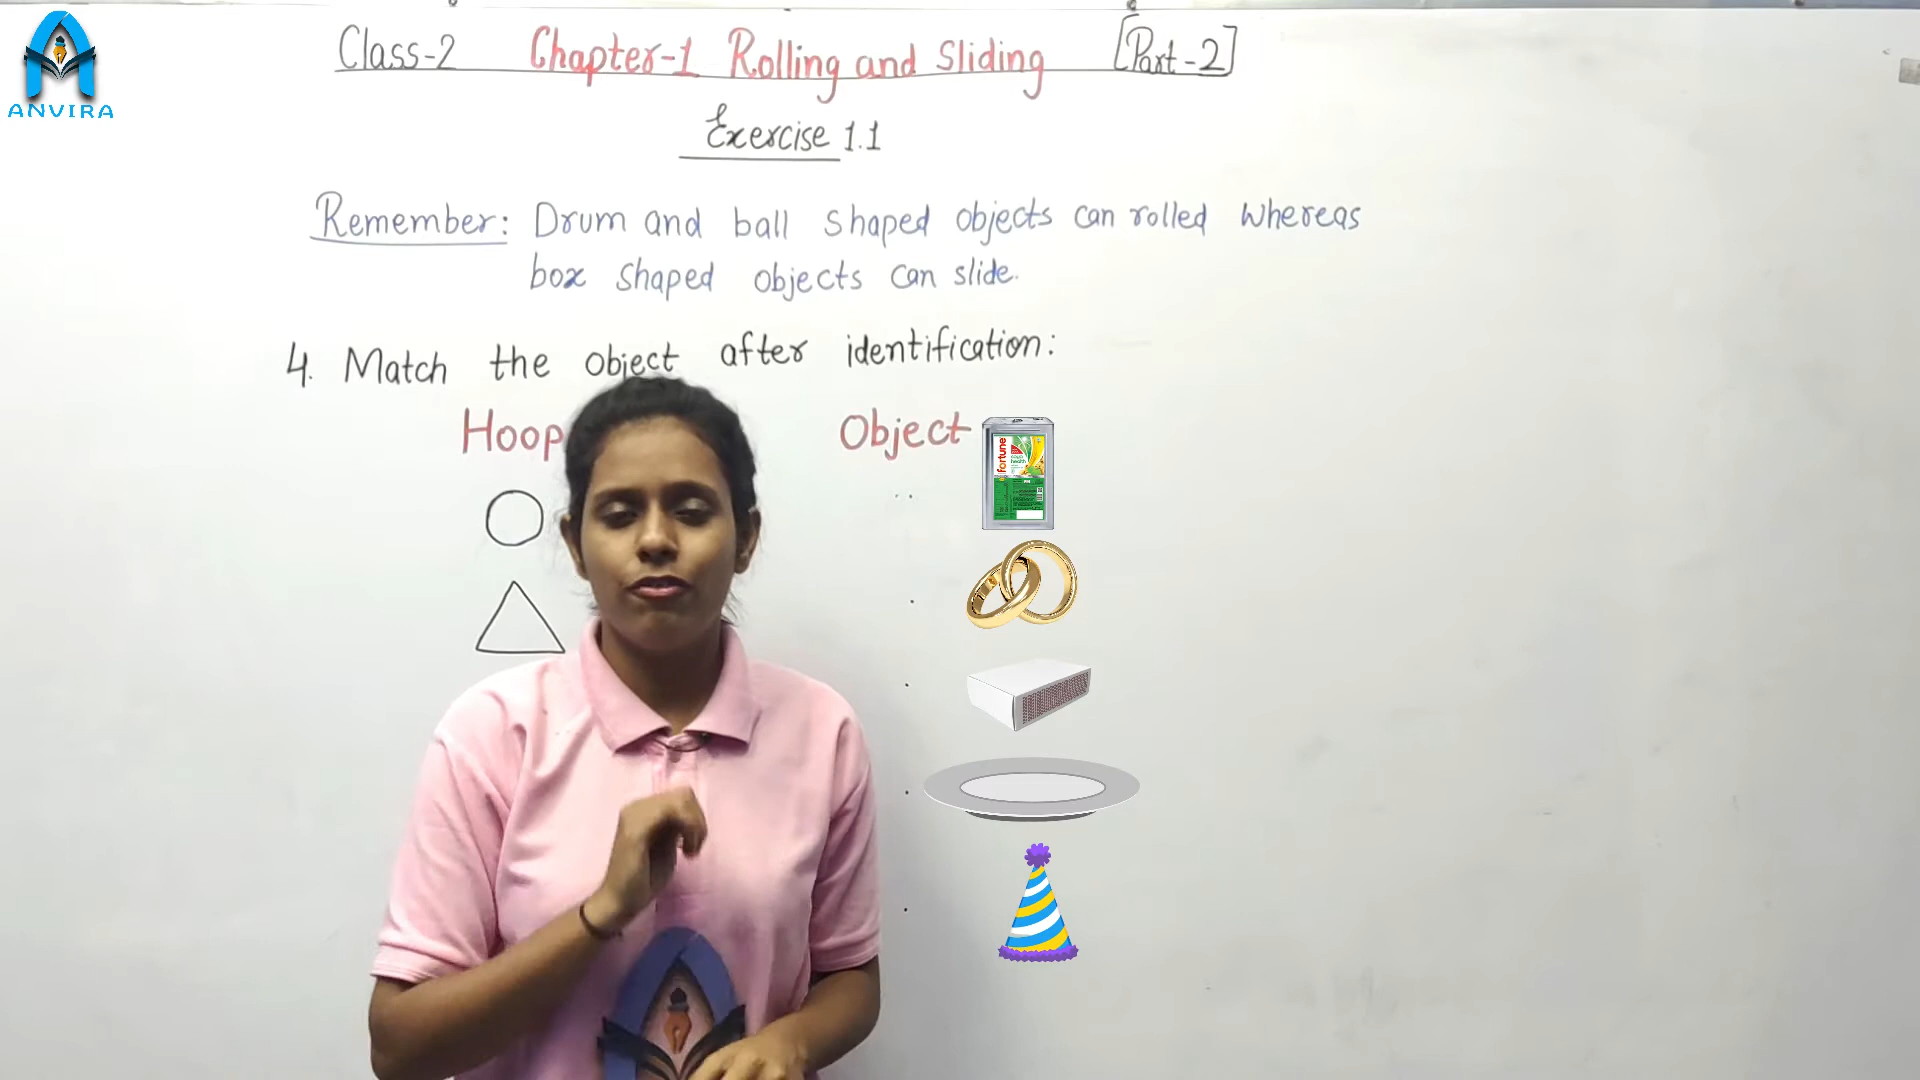 Class-2 Chapter-1 Rolling and Sliding [Part-2]
Exercise 1.1
Remember: Drum and ball shaped objects can rolled whereas
box shaped objects can slide.
4. Match the object after identification:
Hoop Object
fortune
ANVIRA